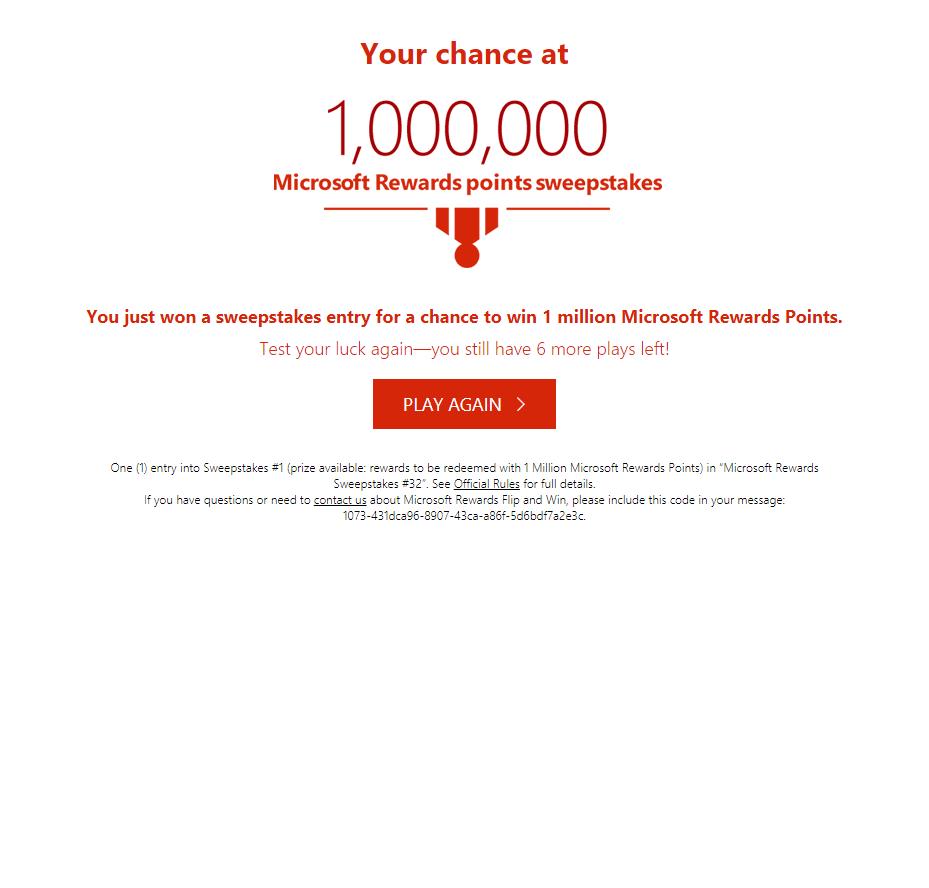 Your chance at
1,000,000
Microsoft Rewards points sweepstakes
You just won a sweepstakes entry for a chance to win 1 million Microsoft Rewards Points.
Test your luck again—you still have 6 more plays left!
PLAY AGAIN
One (1) entry into Sweepstakes #1 (prize available: rewards to be redeemed with 1 Million Microsoft Rewards Points) in “Microsoft Rewards
Sweepstakes #32”. See Official Rules for full details.
If you have questions or need to contact us about Microsoft Rewards Flip and Win, please include this code in your message:
1073-431dca96-8907-43ca-a86f-5d6bdf7a2e3c.